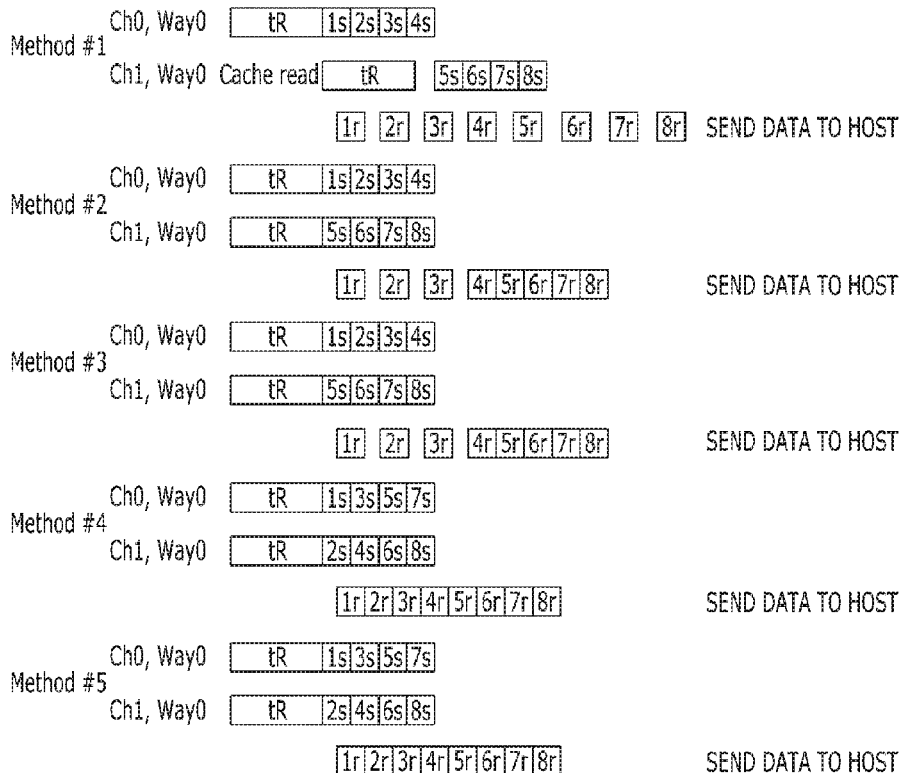 Ch0, Way0 tR 1s 2s 3s 4s
Method #1
Ch1, Way0 Cache read tR 5s 6s 7s 8s
1r 2r 3r 4r 5r 6r 7r 8r SEND DATA TO HOST
Ch0, Way0 tR 1s 2s 3s 4s
Method #2
Ch1, Way0 tR 5s 6s 7s 8s
1r 2r 3r 4r 5r 6r 7r 8r SEND DATA TO HOST
Ch0, Way0 tR 1s 2s 3s 4s
Method #3
Ch1, Way0 tR 5s 6s 7s 8s
1r 2r 3r 4r 5r 6r 7r 8r SEND DATA TO HOST
Ch0, Way0 tR 1s 3s 5s 7s
Method #4
Ch1, Way0 tR 2s 4s 6s 8s
1r 2r 3r 4r 5r 6r 7r 8r SEND DATA TO HOST
Ch0, Way0 tR 1s 3s 5s 7s
Method #5
Ch1, Way0 tR 2s 4s 6s 8s
1r 2r 3r 4r 5r 6r 7r 8r SEND DATA TO HOST